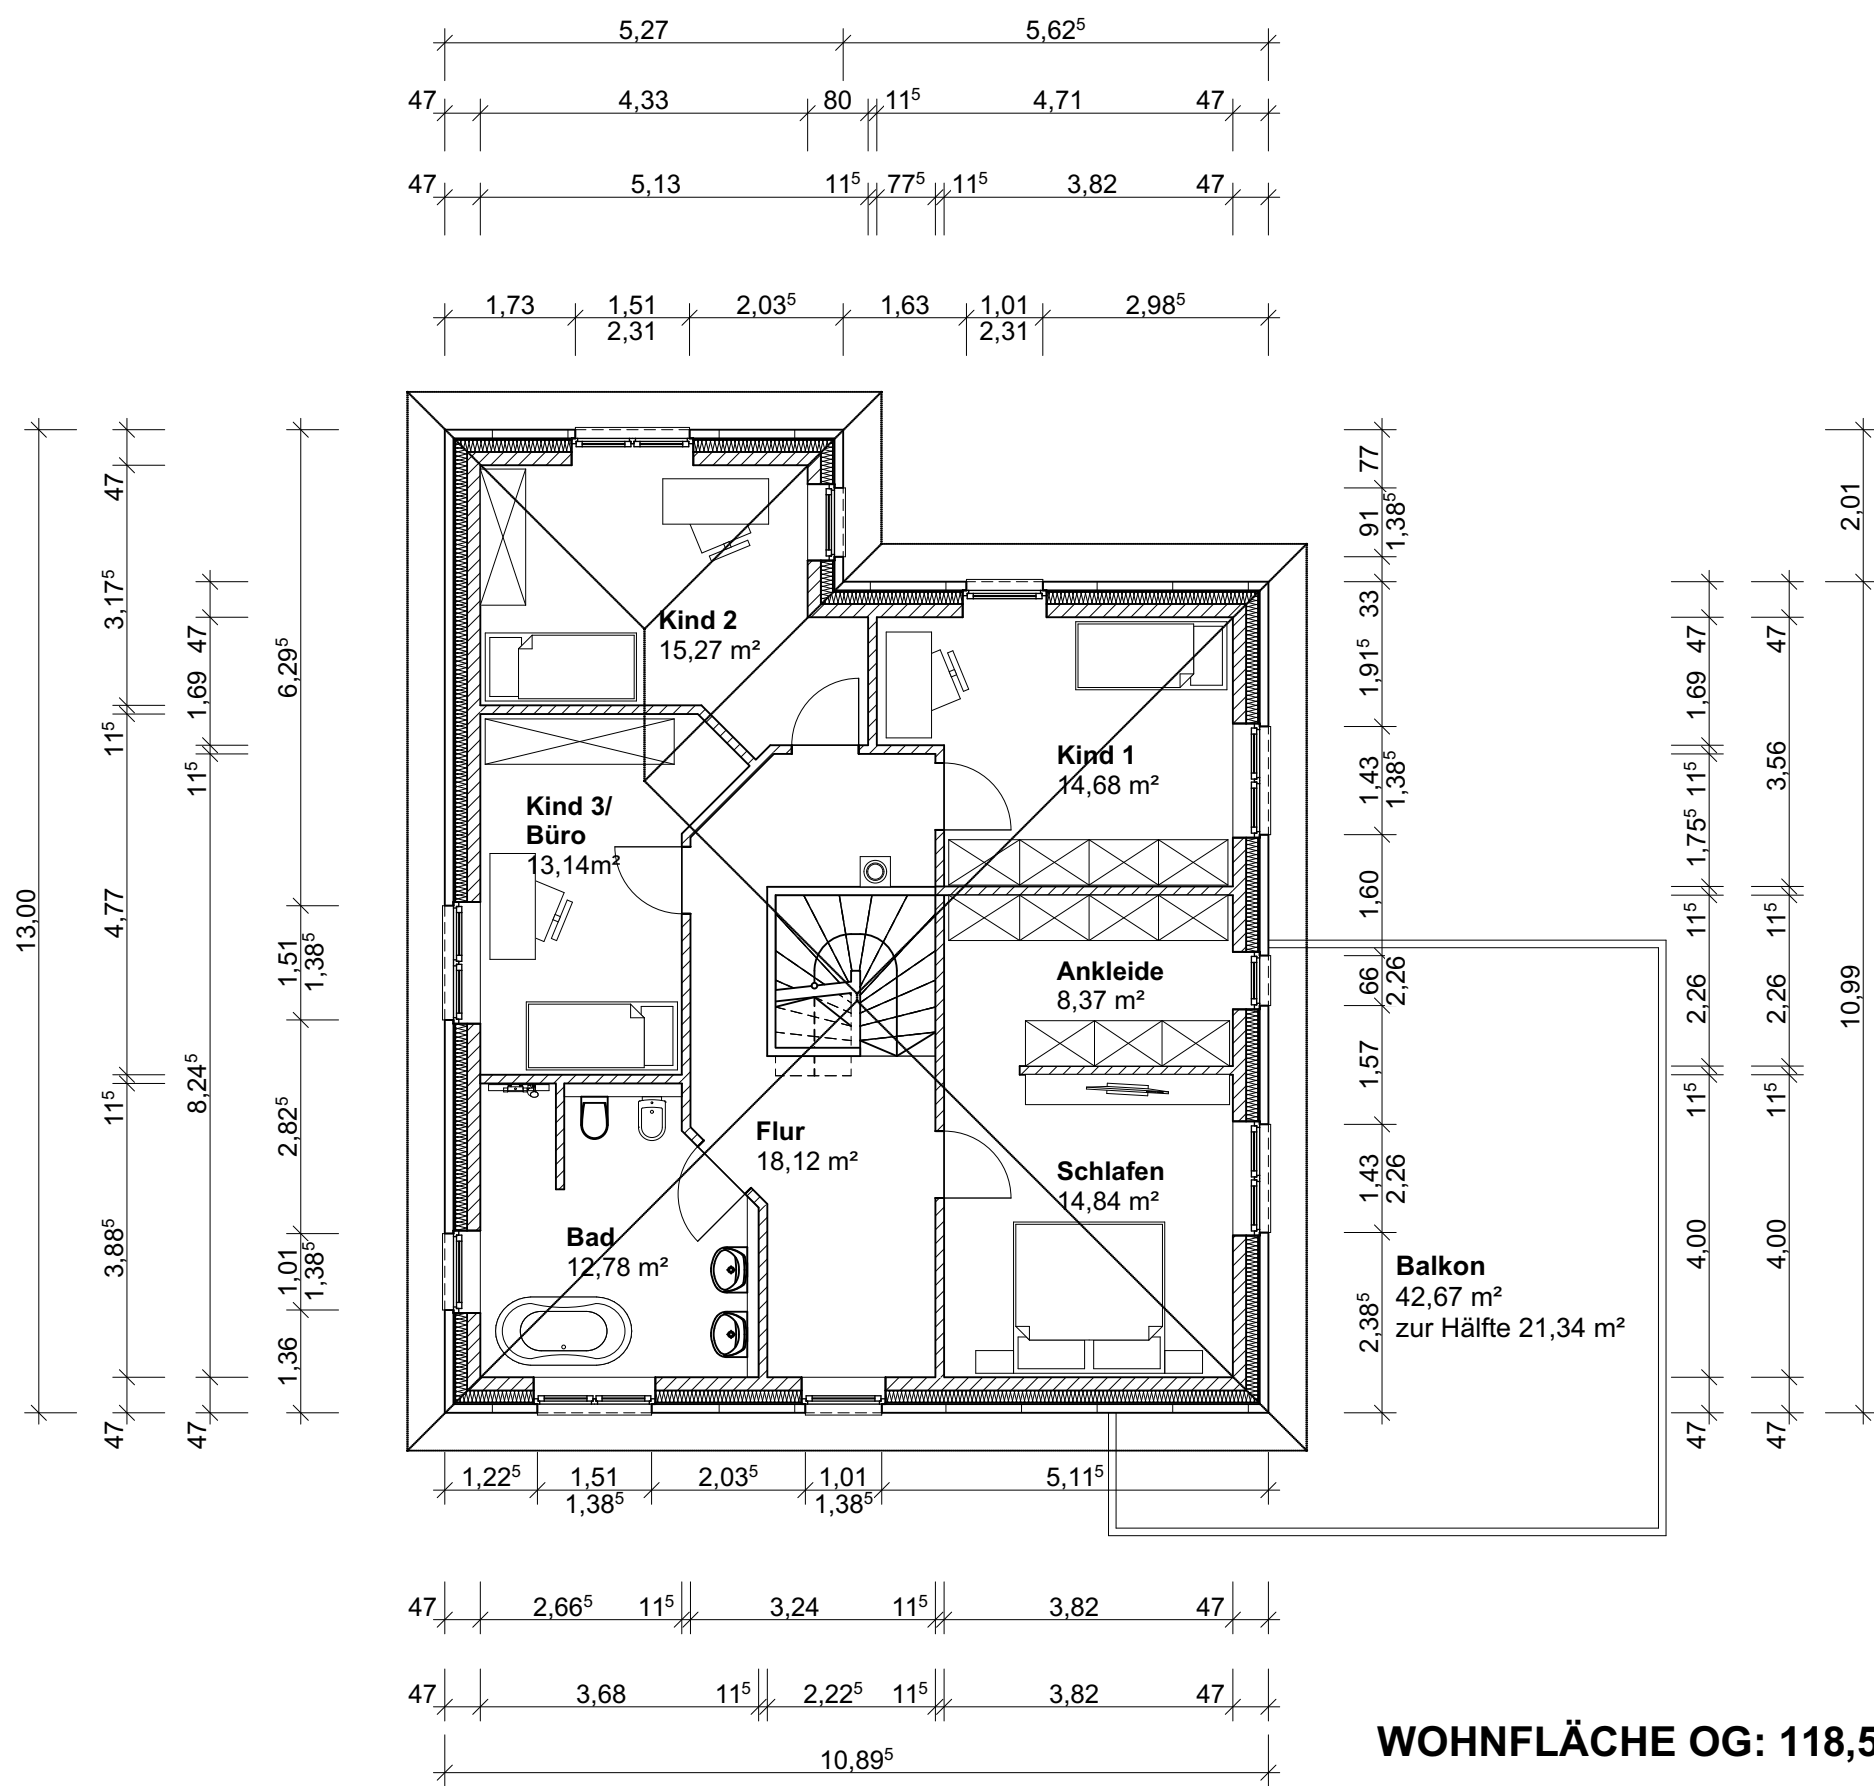 5,27 5,62⁵
47 4,33 80 11⁵ 4,71 47
47 5,13 11⁵ 77⁵ 11⁵ 3,82 47
1,73 1,51 2,03⁵ 1,63 1,01 2,98⁵
2,31 2,31
13,00
47 3,17⁵ 11⁵ 4,77 11⁵ 3,88⁵ 47
47 1,69 11⁵ 8,24⁵ 47
6,29⁵ 1,51 2,82⁵ 1,01 1,36
1,38⁵ 1,38⁵
Kind 2
15,27 m²
Kind 1
14,68 m²
Kind 3/
Büro
13,14m²
Ankleide
8,37 m²
Flur
18,12 m²
Schlafen
14,84 m²
Bad
12,78 m²
Balkon
42,67 m²
zur Hälfte 21,34 m²
77 91 33 1,91⁵ 1,43 1,60 66 1,57 1,43 2,38⁵
1,38⁵ 1,38⁵ 2,26 2,26
47 1,69 11⁵ 1,75⁵ 11⁵ 2,26 11⁵ 4,00 47
47 3,56 11⁵ 2,26 11⁵ 4,00 47
2,01 10,99
1,22⁵ 1,51 2,03⁵ 1,01 5,11⁵
1,38⁵ 1,38⁵
47 2,66⁵ 11⁵ 3,24 11⁵ 3,82 47
47 3,68 11⁵ 2,22⁵ 11⁵ 3,82 47
10,89⁵
WOHNFLÄCHE OG: 118,5